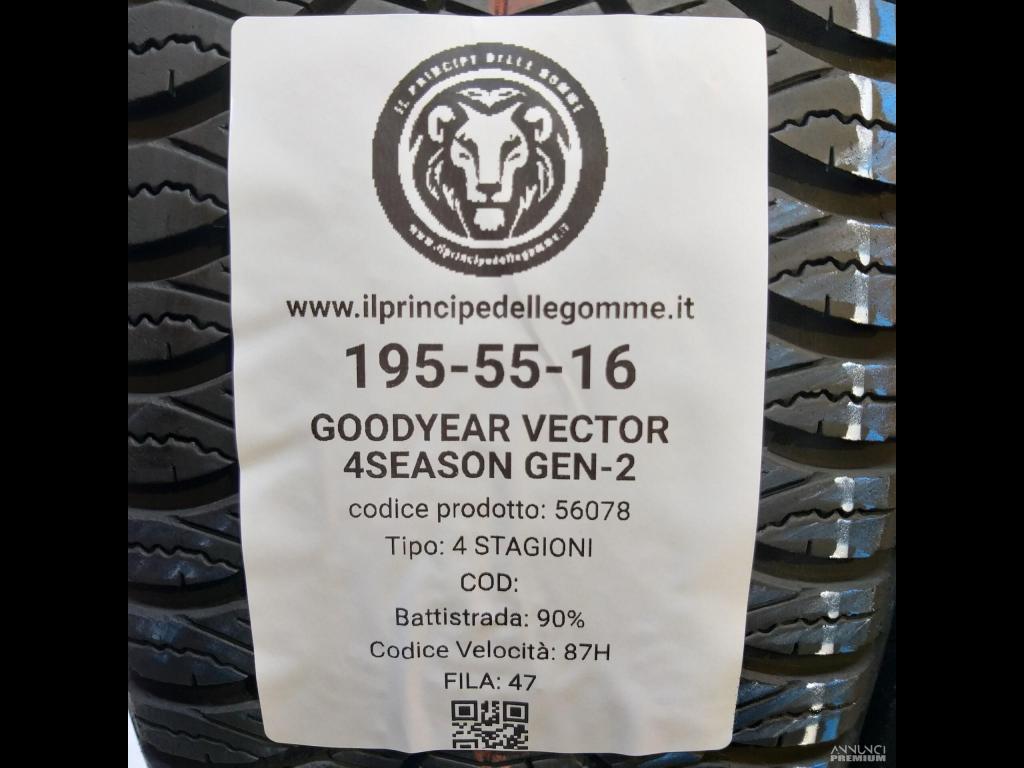 IL PRINCIPE DELLE GOMME
www.ilprincipedellegomme.it
www.ilprincipedellegomme.it
195-55-16
GOODYEAR VECTOR
4SEASON GEN-2
codice prodotto: 56078
Tipo: 4 STAGIONI
COD:
Battistrada: 90%
Codice Velocità: 87H
FILA: 47
ANNUNCI
PREMIUM